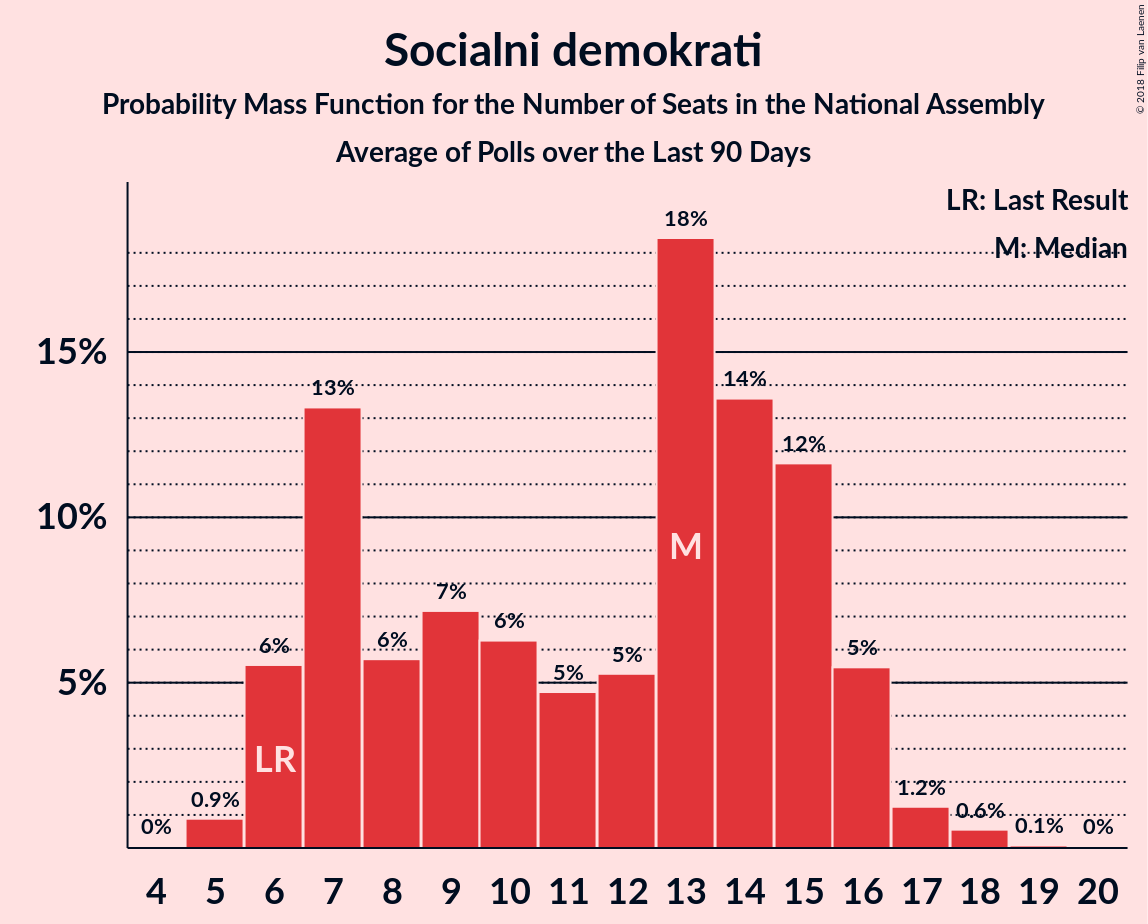 Socialni demokrati
Probability Mass Function for the Number of Seats in the National Assembly
Average of Polls over the Last 90 Days
© 2018 Filip van Laenen
LR: Last Result
M: Median
15%
10%
5%
0%
0.9%
6%
13%
6%
7%
6%
5%
5%
18%
14%
12%
5%
1.2%
0.6%
0.1%
0%
LR
M
4 5 6 7 8 9 10 11 12 13 14 15 16 17 18 19 20